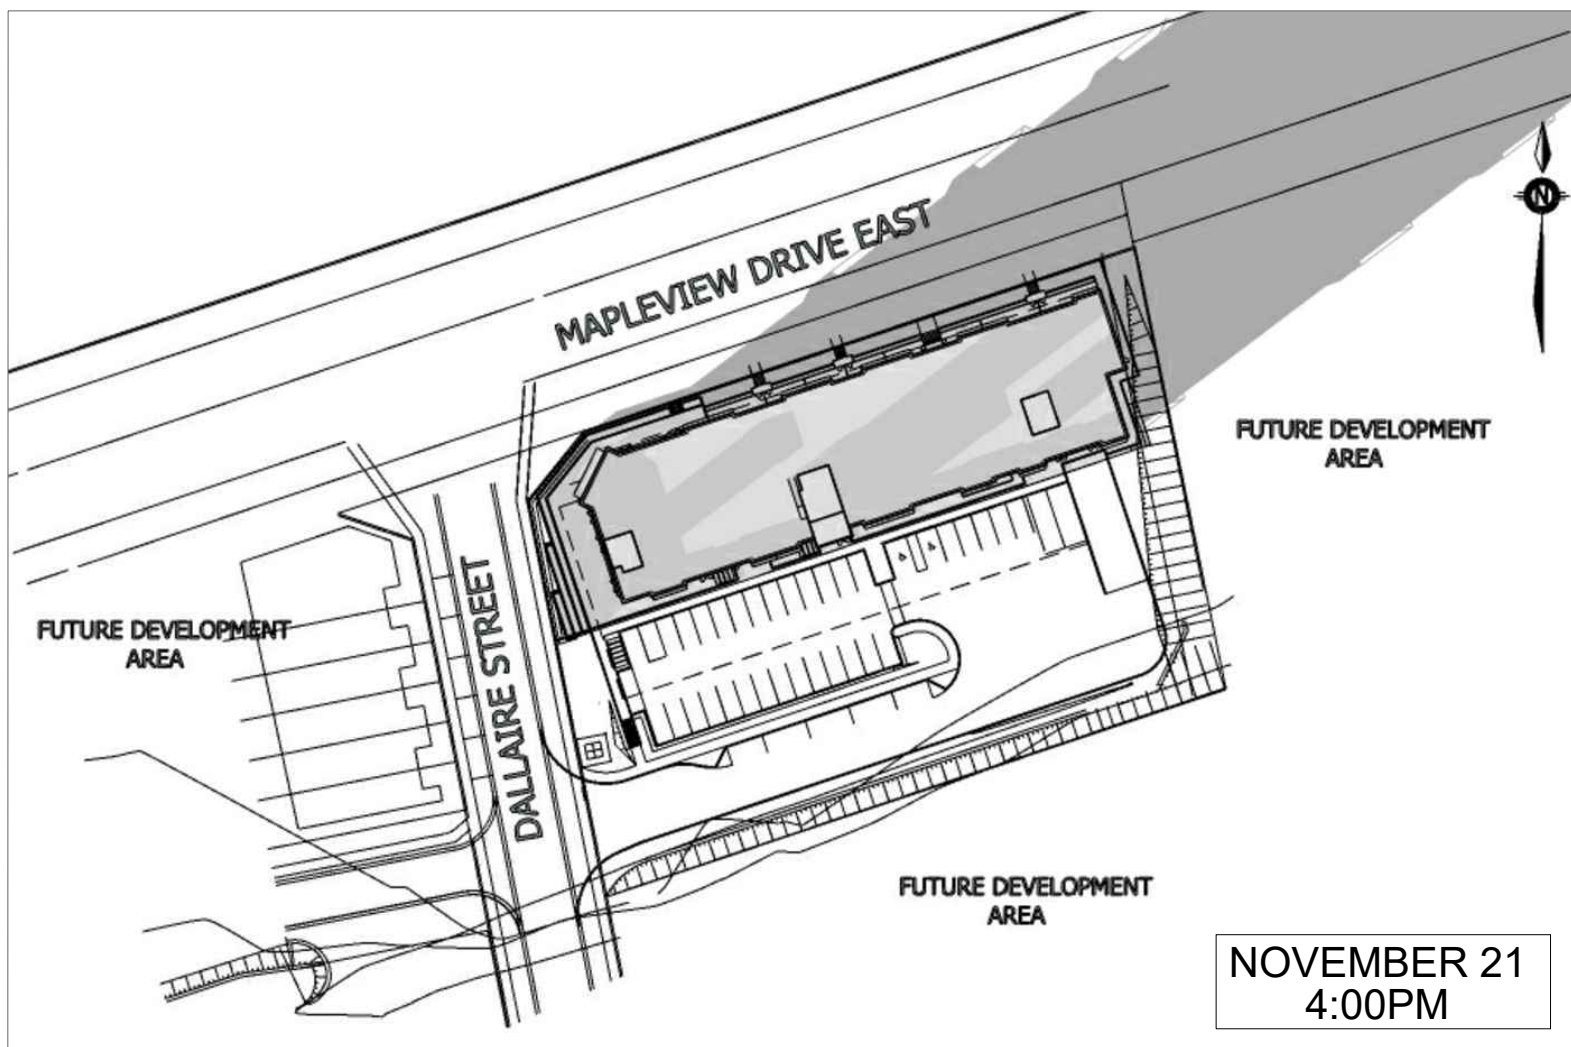 MAPLEVIEW DRIVE EAST
N
FUTURE DEVELOPMENT
AREA
FUTURE DEVELOPMENT
AREA
DALLAIRE STREET
FUTURE DEVELOPMENT
AREA
NOVEMBER 21
4:00PM